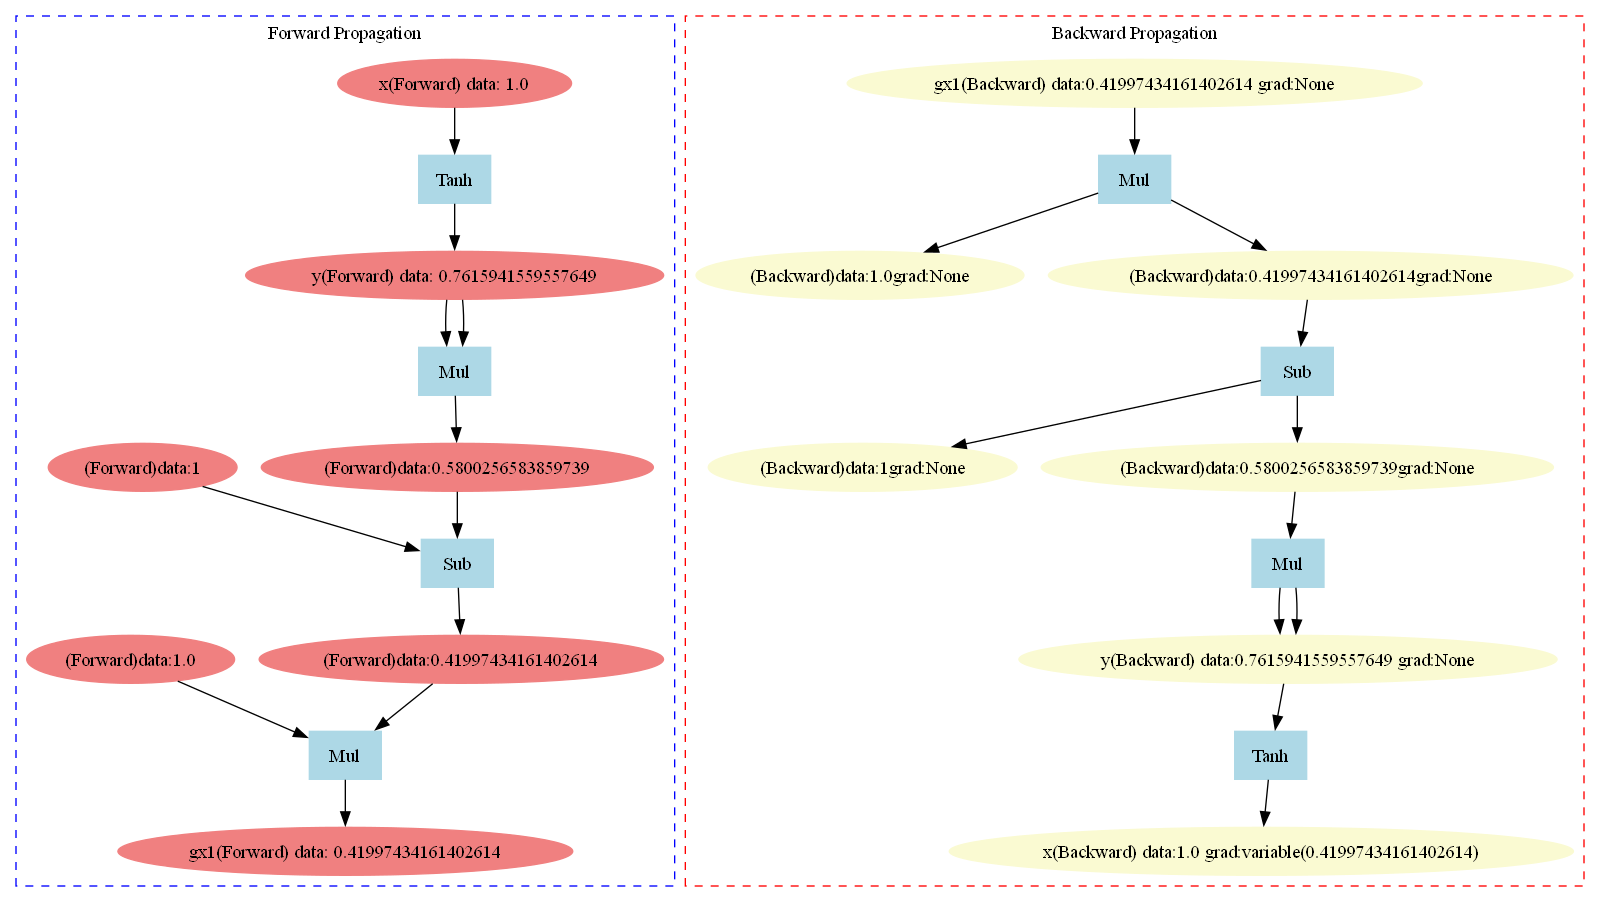 Forward Propagation
x(Forward) data: 1.0
Tanh
y(Forward) data: 0.7615941559557649
Mul
(Forward)data:1
(Forward)data:0.5800256583859739
Sub
(Forward)data:1.0
(Forward)data:0.41997434161402614
Mul
gx1(Forward) data: 0.41997434161402614
Backward Propagation
gx1(Backward) data:0.41997434161402614 grad:None
Mul
(Backward)data:1.0grad:None
(Backward)data:0.41997434161402614grad:None
Sub
(Backward)data:1grad:None
(Backward)data:0.5800256583859739grad:None
Mul
y(Backward) data:0.7615941559557649 grad:None
Tanh
x(Backward) data:1.0 grad:variable(0.41997434161402614)